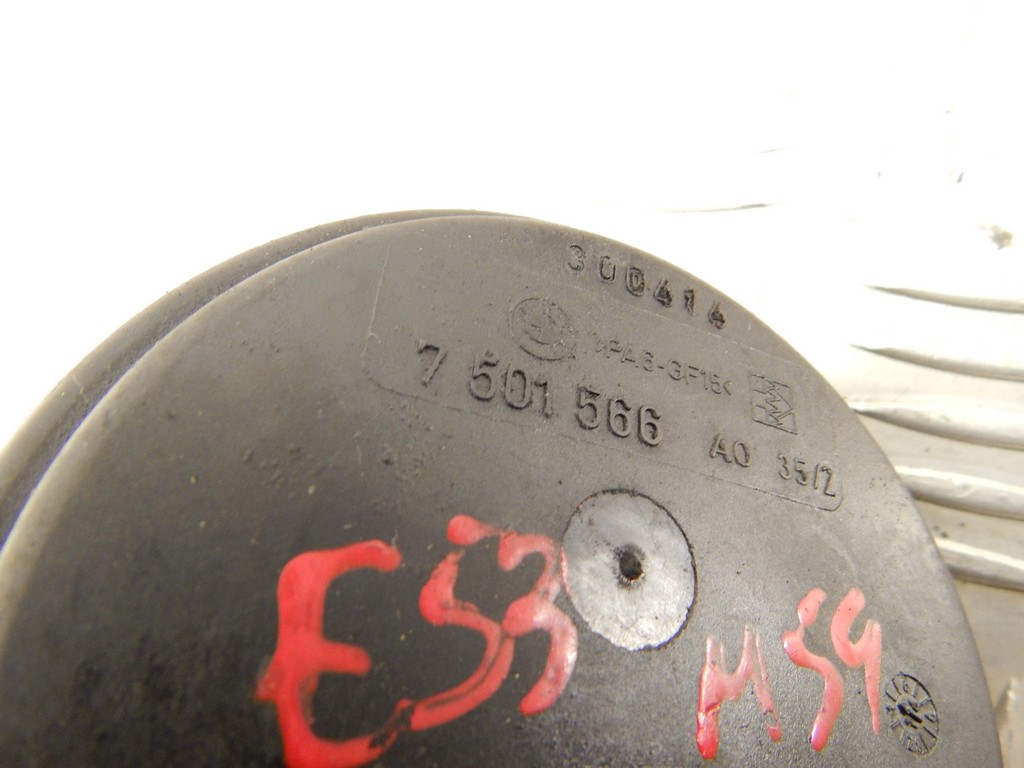 300414
>PA6-GF15<
7 501 566 A0 35/2
E53 M54